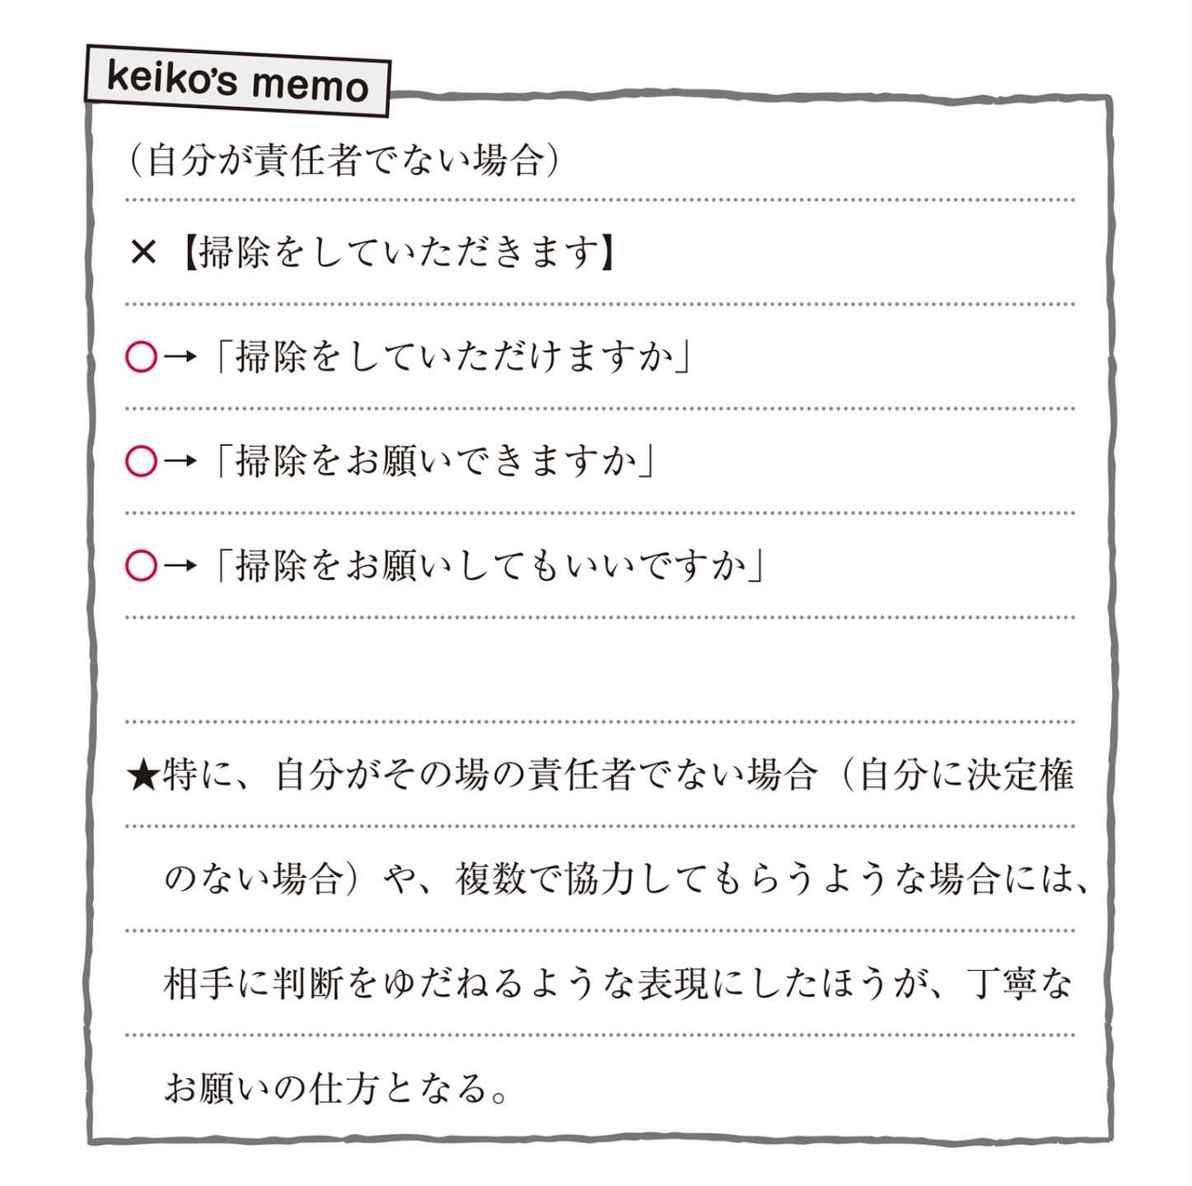 keiko's memo
（自分が責任者でない場合）
×【掃除をしていただきます】
○→「掃除をしていただけますか」
○→「掃除をお願いできますか」
○→「掃除をお願いしてもいいですか」
★特に、自分がその場の責任者でない場合（自分に決定権
のない場合）や、複数で協力してもらうような場合には、
相手に判断をゆだねるような表現にしたほうが、丁寧な
お願いの仕方となる。